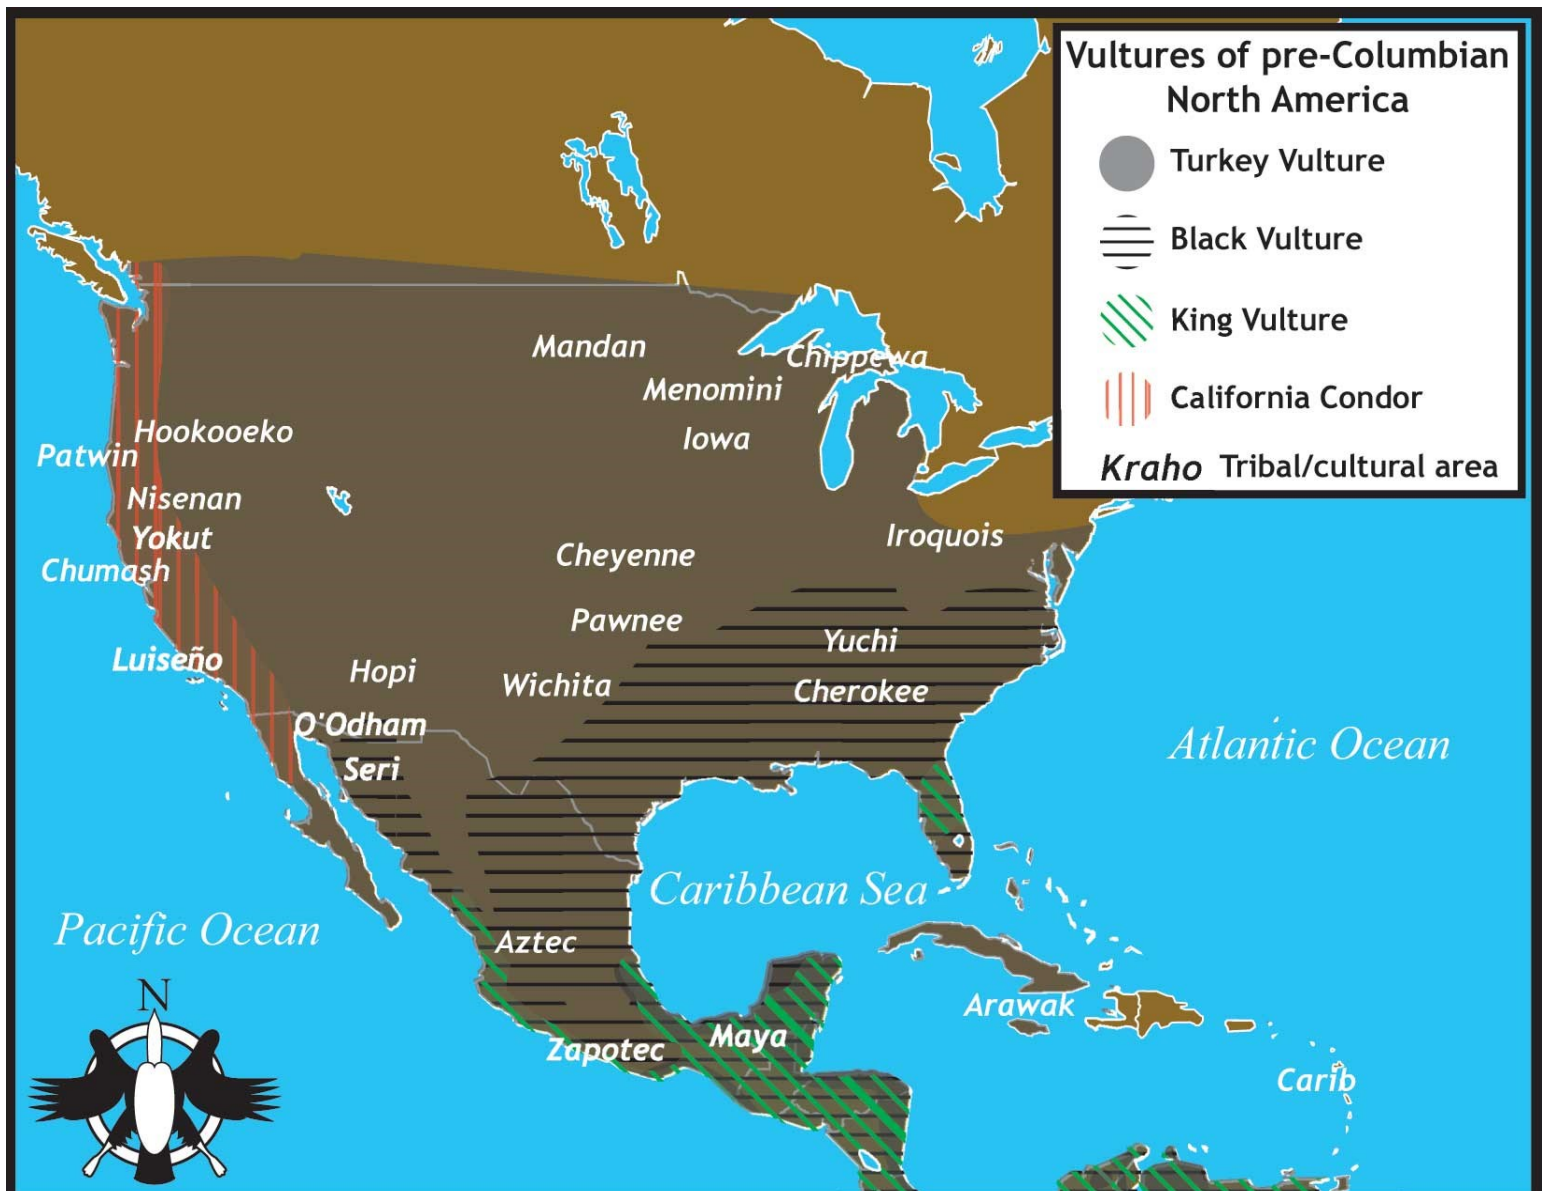 Vultures of pre-Columbian
North America
Turkey Vulture
Black Vulture
King Vulture
California Condor
Kraho Tribal/cultural area
Mandan
Chippewa
Menomini
Hookooeko
Iowa
Patwin
Nisenan
Yokut
Iroquois
Cheyenne
Chumash
Pawnee
Yuchi
Luiseño
Hopi
Wichita
Cherokee
O'Odham
Seri
Atlantic Ocean
Caribbean Sea
Pacific Ocean
Aztec
Arawak
N
Maya
Zapotec
Carib